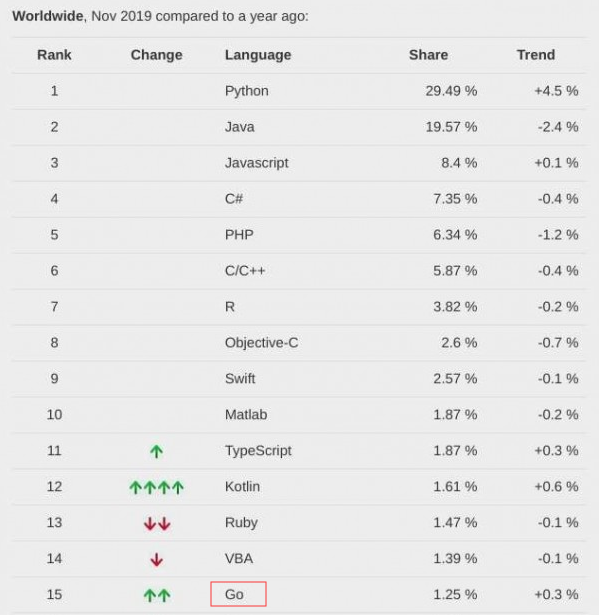 Worldwide, Nov 2019 compared to a year ago:
Rank Change Language Share Trend
1 Python 29.49 % +4.5 %
2 Java 19.57 % -2.4 %
3 Javascript 8.4 % +0.1 %
4 C# 7.35 % -0.4 %
5 PHP 6.34 % -1.2 %
6 C/C++ 5.87 % -0.4 %
7 R 3.82 % -0.2 %
8 Objective-C 2.6 % -0.7 %
9 Swift 2.57 % -0.1 %
10 Matlab 1.87 % -0.2 %
11 ↑ TypeScript 1.87 % +0.3 %
12 ↑↑↑↑ Kotlin 1.61 % +0.6 %
13 ↓↓ Ruby 1.47 % -0.1 %
14 ↓ VBA 1.39 % -0.1 %
15 ↑↑ Go 1.25 % +0.3 %